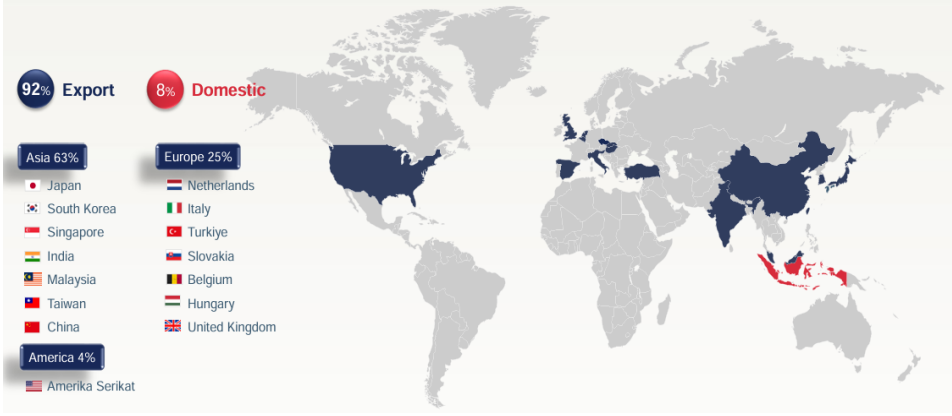 92% Export
8% Domestic
Asia 63%
Japan
South Korea
Singapore
India
Malaysia
Taiwan
China
America 4%
Amerika Serikat
Europe 25%
Netherlands
Italy
Turkiye
Slovakia
Belgium
Hungary
United Kingdom